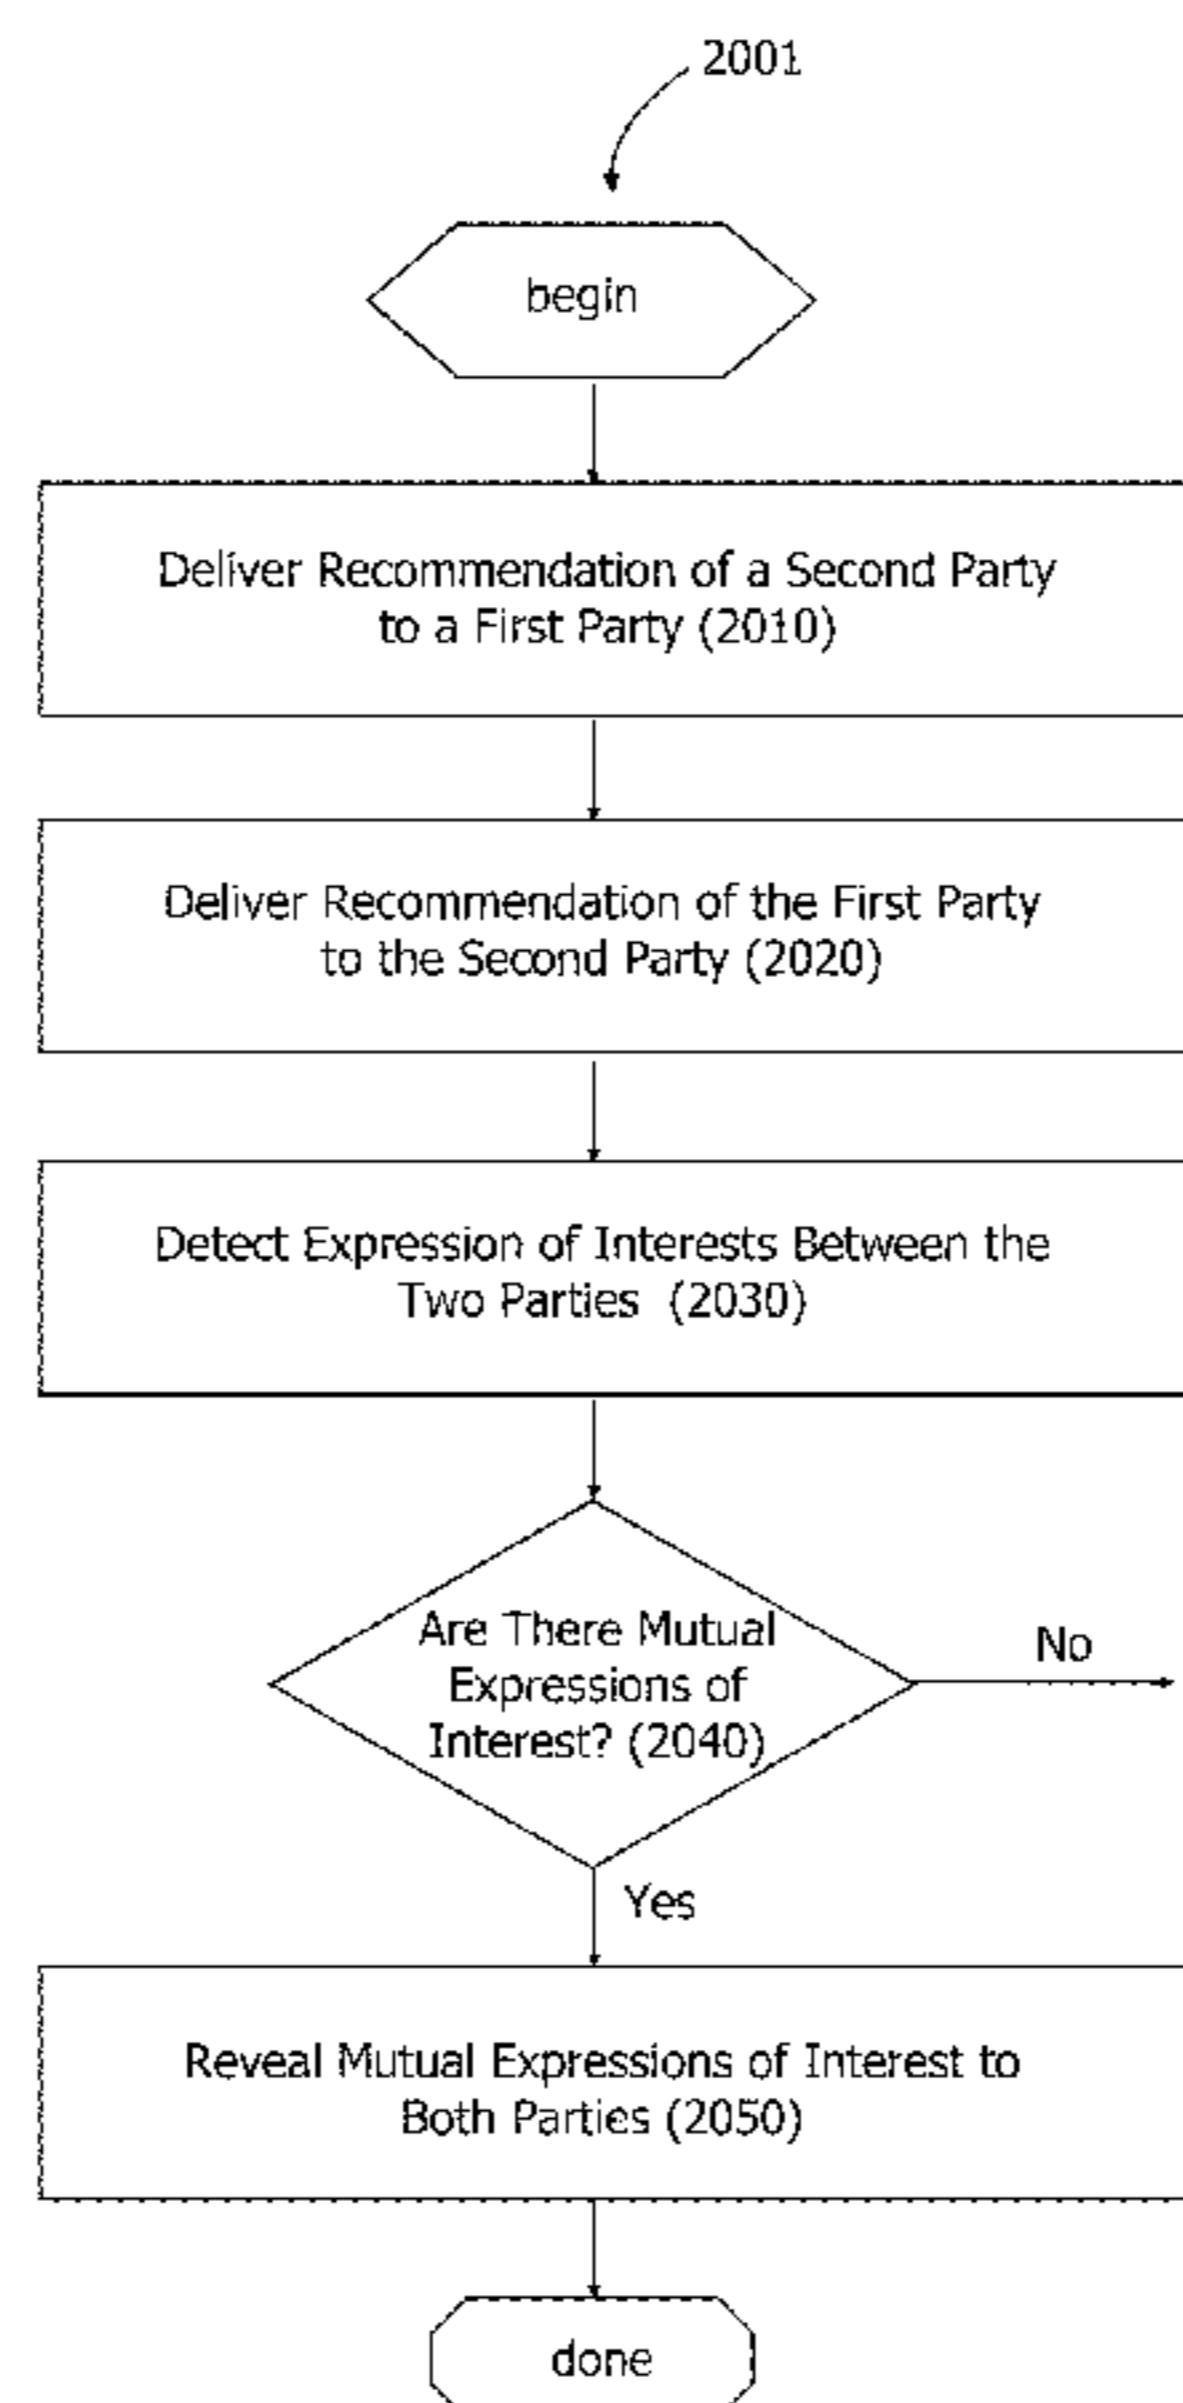 2001
begin
Deliver Recommendation of a Second Party
to a First Party (2010)
Deliver Recommendation of the First Party
to the Second Party (2020)
Detect Expression of Interests Between the
Two Parties (2030)
Are There Mutual
Expressions of
Interest? (2040)
No
Yes
Reveal Mutual Expressions of Interest to
Both Parties (2050)
done